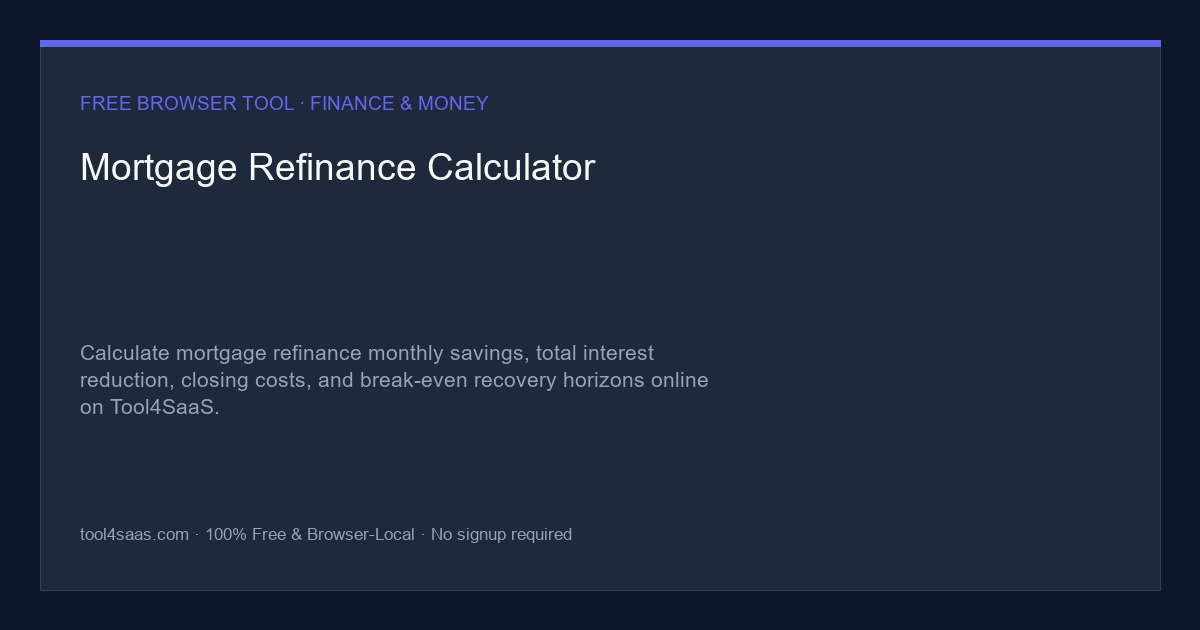 FREE BROWSER TOOL · FINANCE & MONEY
Mortgage Refinance Calculator
Calculate mortgage refinance monthly savings, total interest
reduction, closing costs, and break-even recovery horizons online
on Tool4SaaS.
tool4saas.com · 100% Free & Browser-Local · No signup required